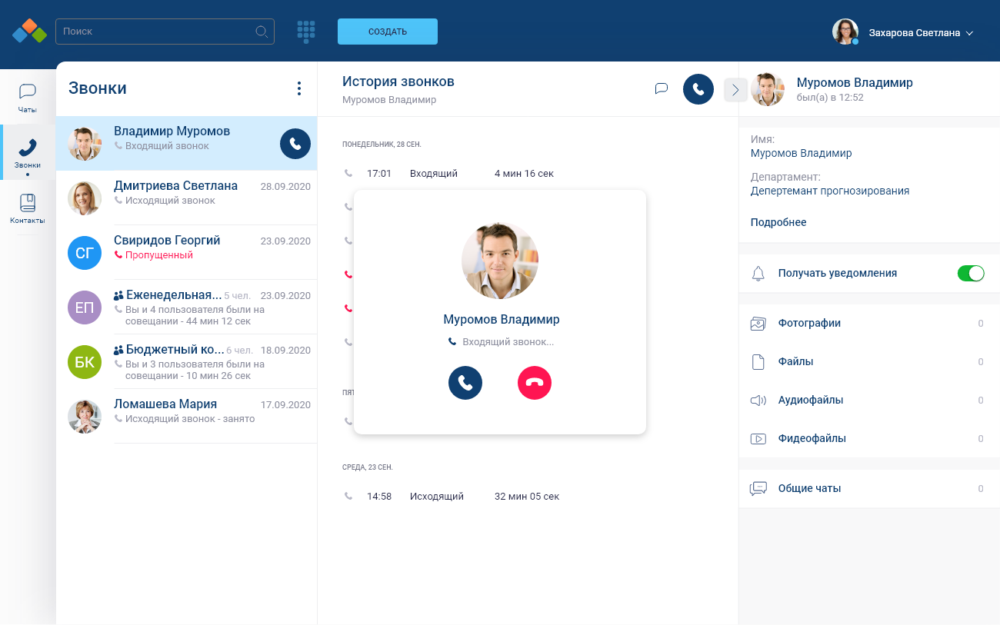 Поиск
СОЗДАТЬ
Захарова Светлана
Чаты
Звонки
Контакты
Звонки
Владимир Муромов
Входящий звонок
Дмитриева Светлана 28.09.2020
Исходящий звонок
СГ
Свиридов Георгий 23.09.2020
Пропущенный
ЕП
Еженедельная... 5 чел. 23.09.2020
Вы и 4 пользователя были на
совещании - 44 мин 12 сек
БК
Бюджетный ко... 6 чел. 18.09.2020
Вы и 3 пользователя были на
совещании - 10 мин 26 сек
Ломашева Мария 17.09.2020
Исходящий звонок - занято
История звонков
Муромов Владимир
ПОНЕДЕЛЬНИК, 28 СЕН.
17:01 Входящий 4 мин 16 сек
Муромов Владимир
Входящий звонок...
ПЯТ
СРЕДА, 23 СЕН.
14:58 Исходящий 32 мин 05 сек
Муромов Владимир
был(а) в 12:52
Имя:
Муромов Владимир
Департамент:
Депертемант прогнозирования
Подробнее
Получать уведомления
Фотографии 0
Файлы 0
Аудиофайлы 0
Фидеофайлы 0
Общие чаты 0